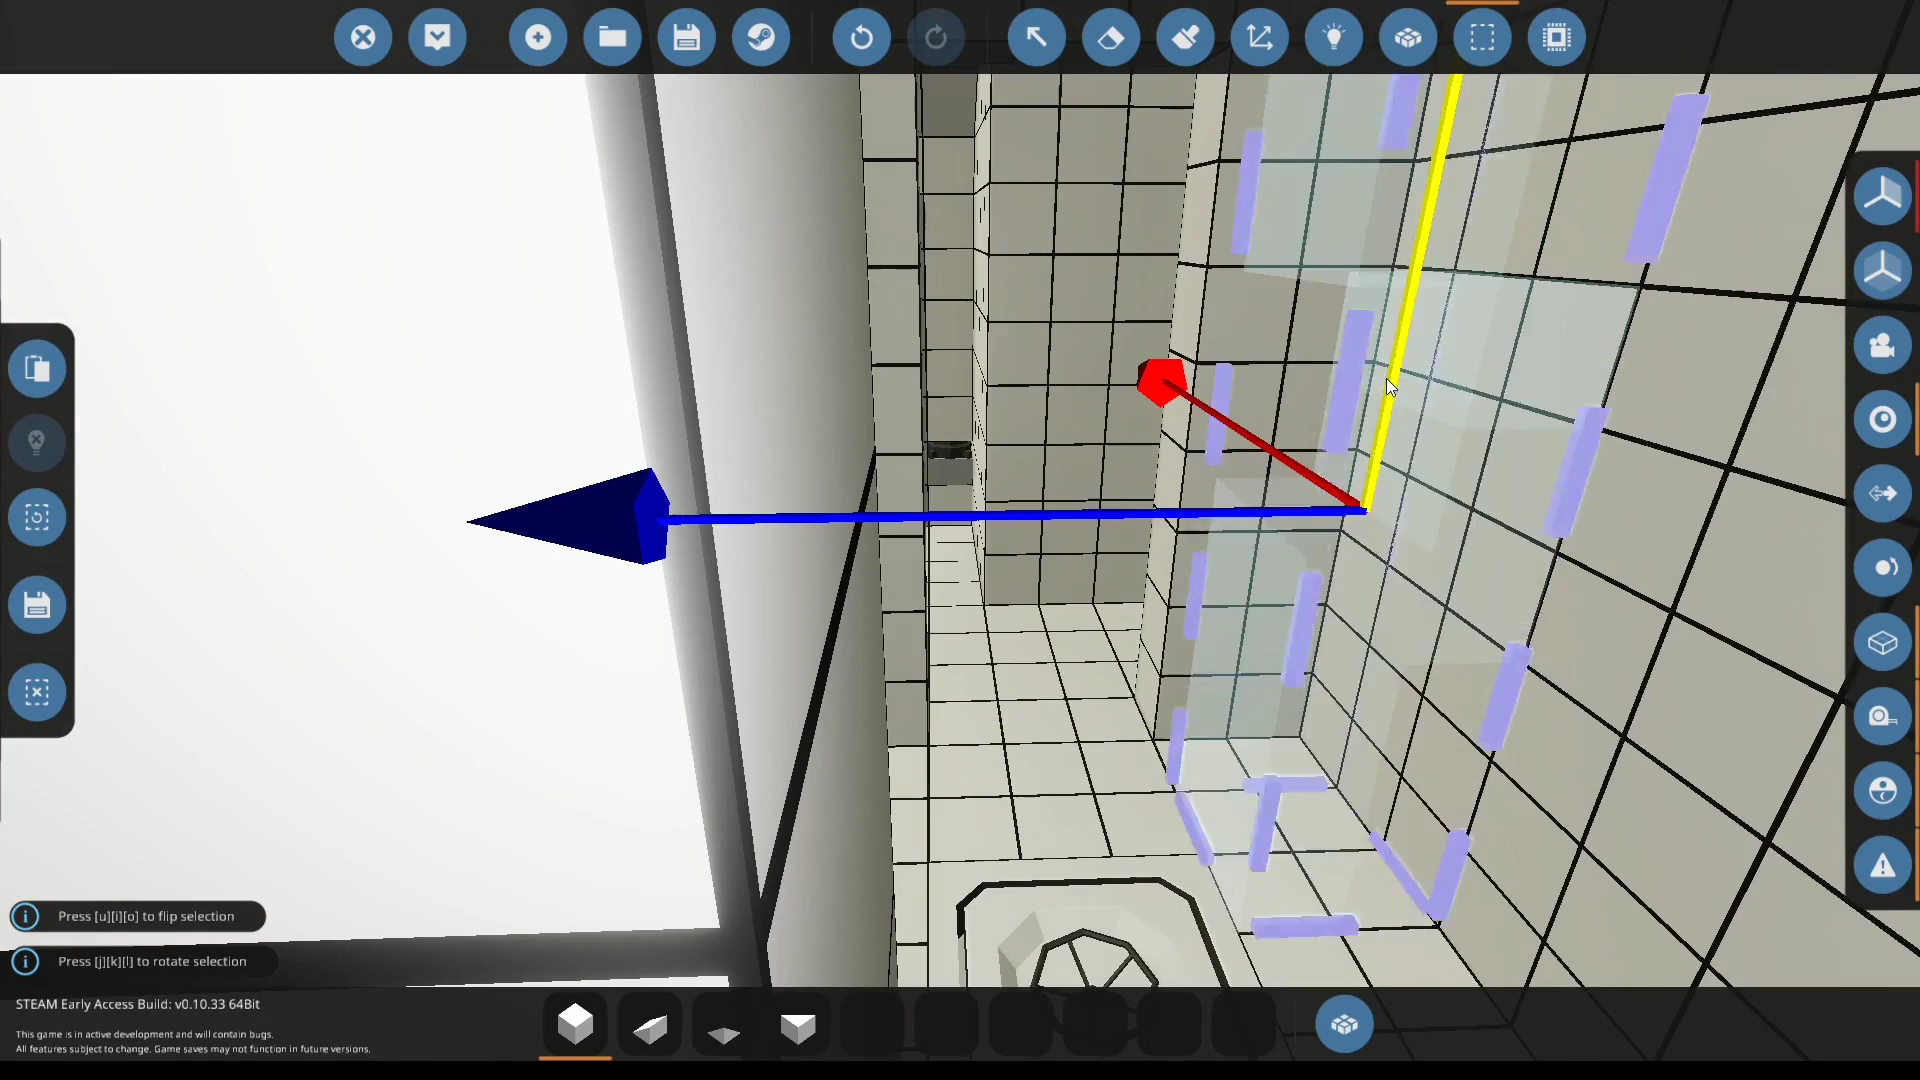 Press [u][i][o] to flip selection
Press [j][k][l] to rotate selection
STEAM Early Access Build: v0.10.33 64Bit
This game is in active development and will contain bugs.
All features subject to change. Game saves may not function in future versions.